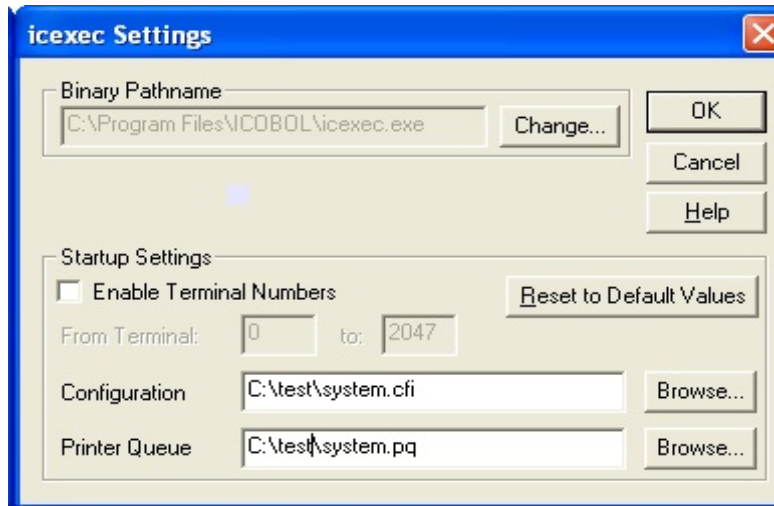 icexec Settings
Binary Pathname
C:\Program Files\ICOBOL\icexec.exe
Change...
OK
Cancel
Help
Startup Settings
Enable Terminal Numbers
Reset to Default Values
From Terminal: 0 to: 2047
Configuration C:\test\system.cfi Browse...
Printer Queue C:\test\system.pq Browse...